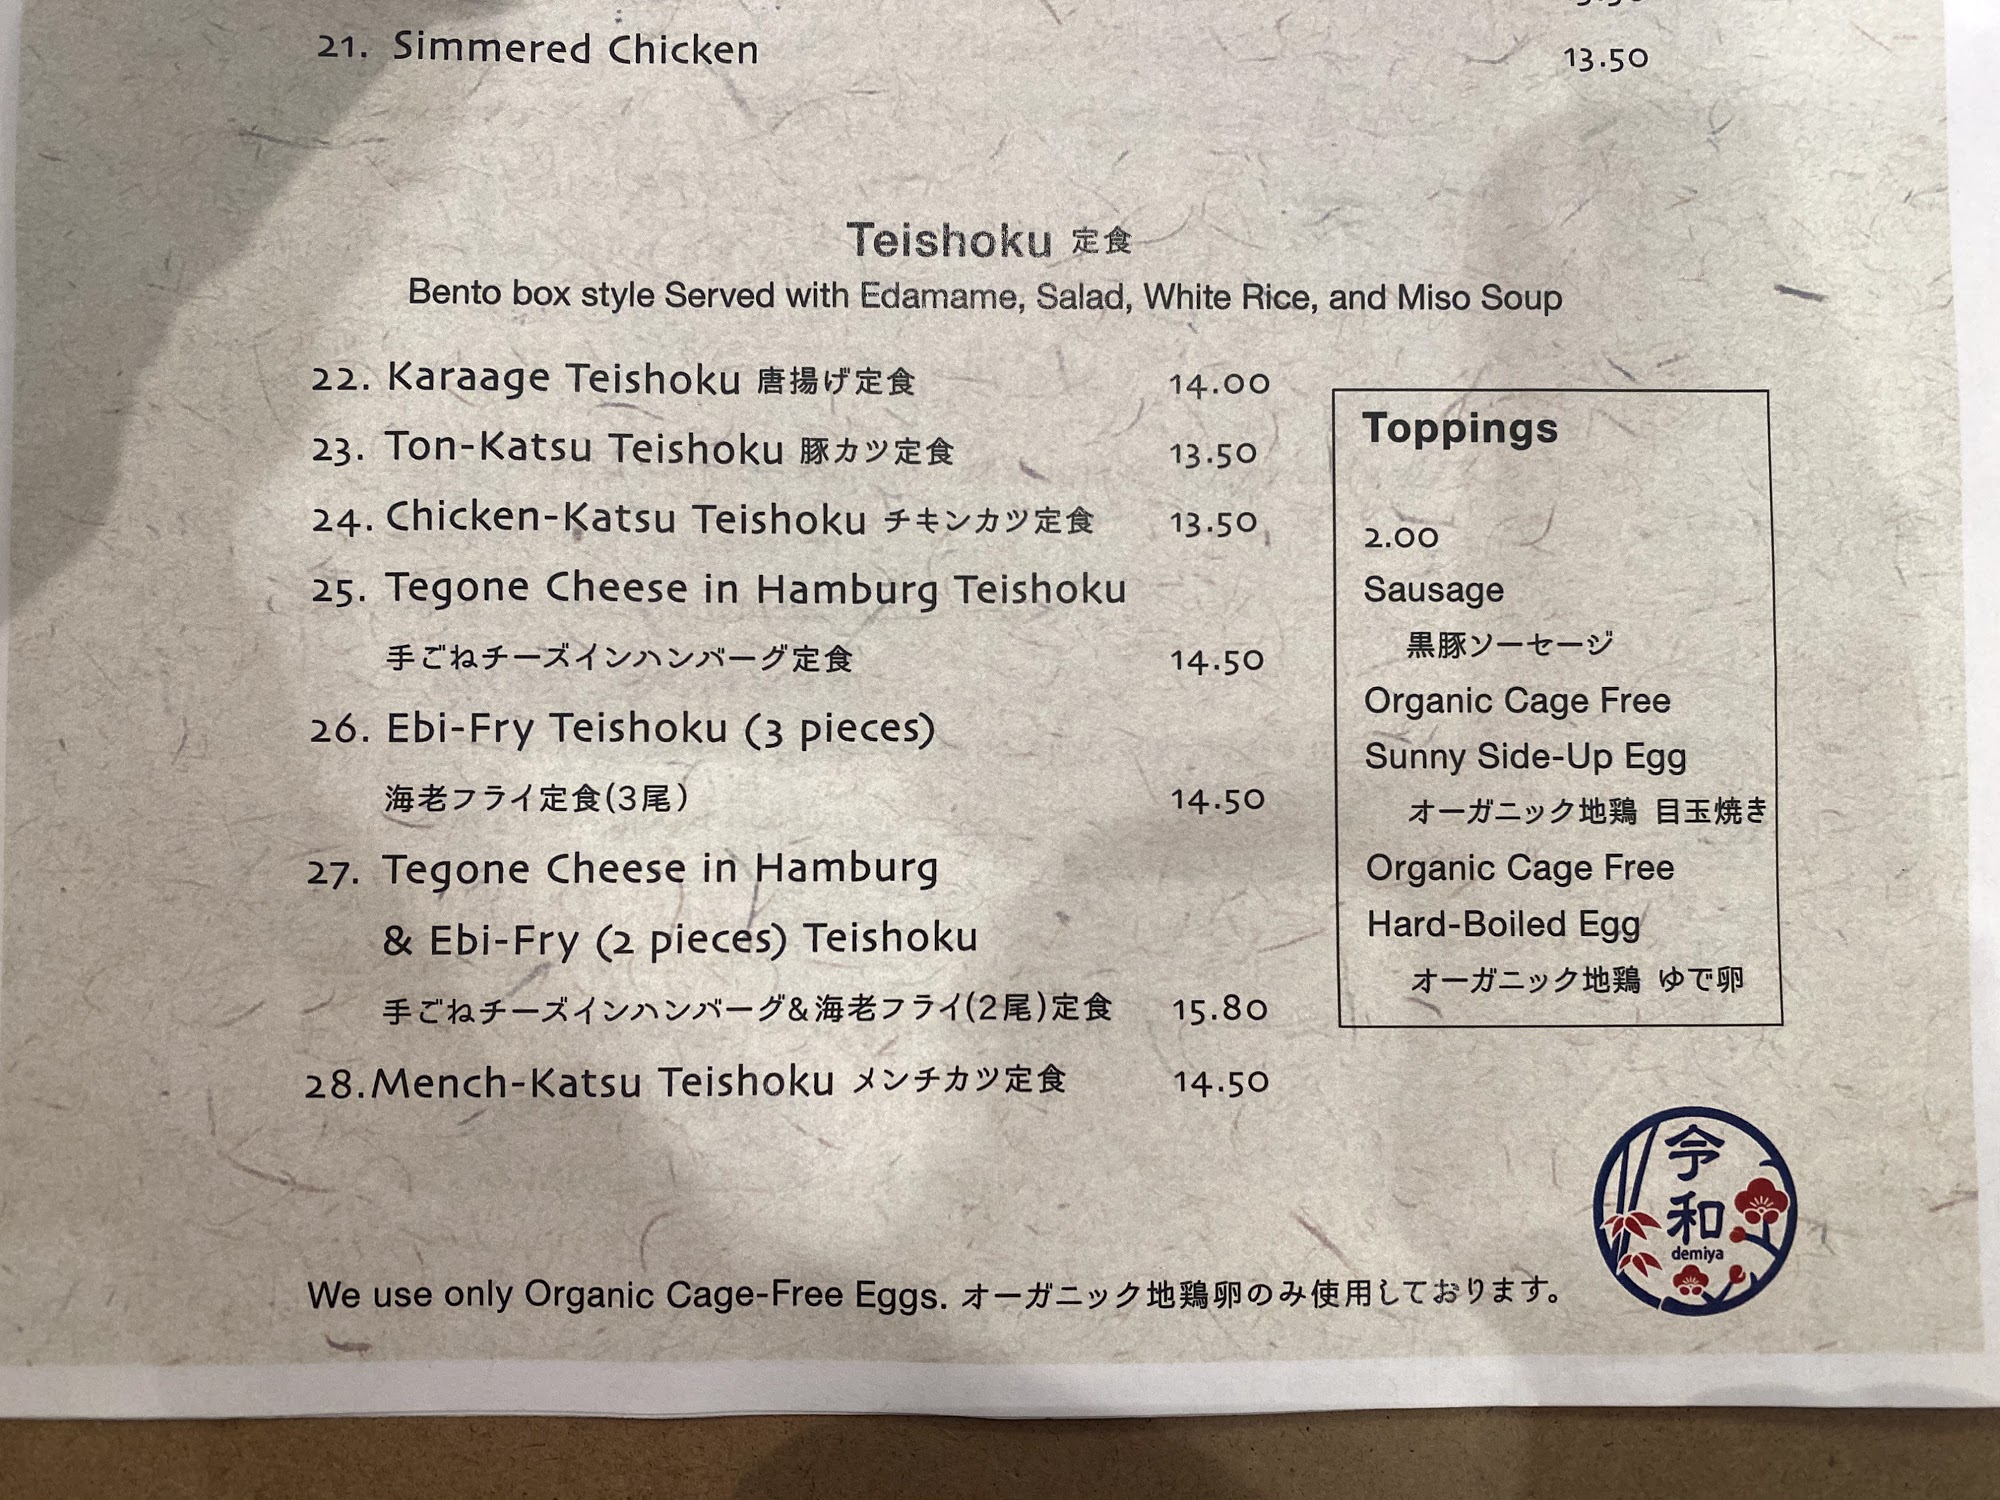 21. Simmered Chicken 13.50
Teishoku 定食
Bento box style Served with Edamame, Salad, White Rice, and Miso Soup
22. Karaage Teishoku 唐揚げ定食 14.00
23. Ton-Katsu Teishoku 豚カツ定食 13.50
24. Chicken-Katsu Teishoku チキンカツ定食 13.50
25. Tegone Cheese in Hamburg Teishoku
手ごねチーズインハンバーグ定食 14.50
26. Ebi-Fry Teishoku (3 pieces)
海老フライ定食(3尾) 14.50
27. Tegone Cheese in Hamburg
& Ebi-Fry (2 pieces) Teishoku
手ごねチーズインハンバーグ&海老フライ(2尾)定食 15.80
28.Mench-Katsu Teishoku メンチカツ定食 14.50
Toppings
2.00
Sausage
黒豚ソーセージ
Organic Cage Free
Sunny Side-Up Egg
オーガニック地鶏 目玉焼き
Organic Cage Free
Hard-Boiled Egg
オーガニック地鶏 ゆで卵
令和
demiya
We use only Organic Cage-Free Eggs. オーガニック地鶏卵のみ使用しております。